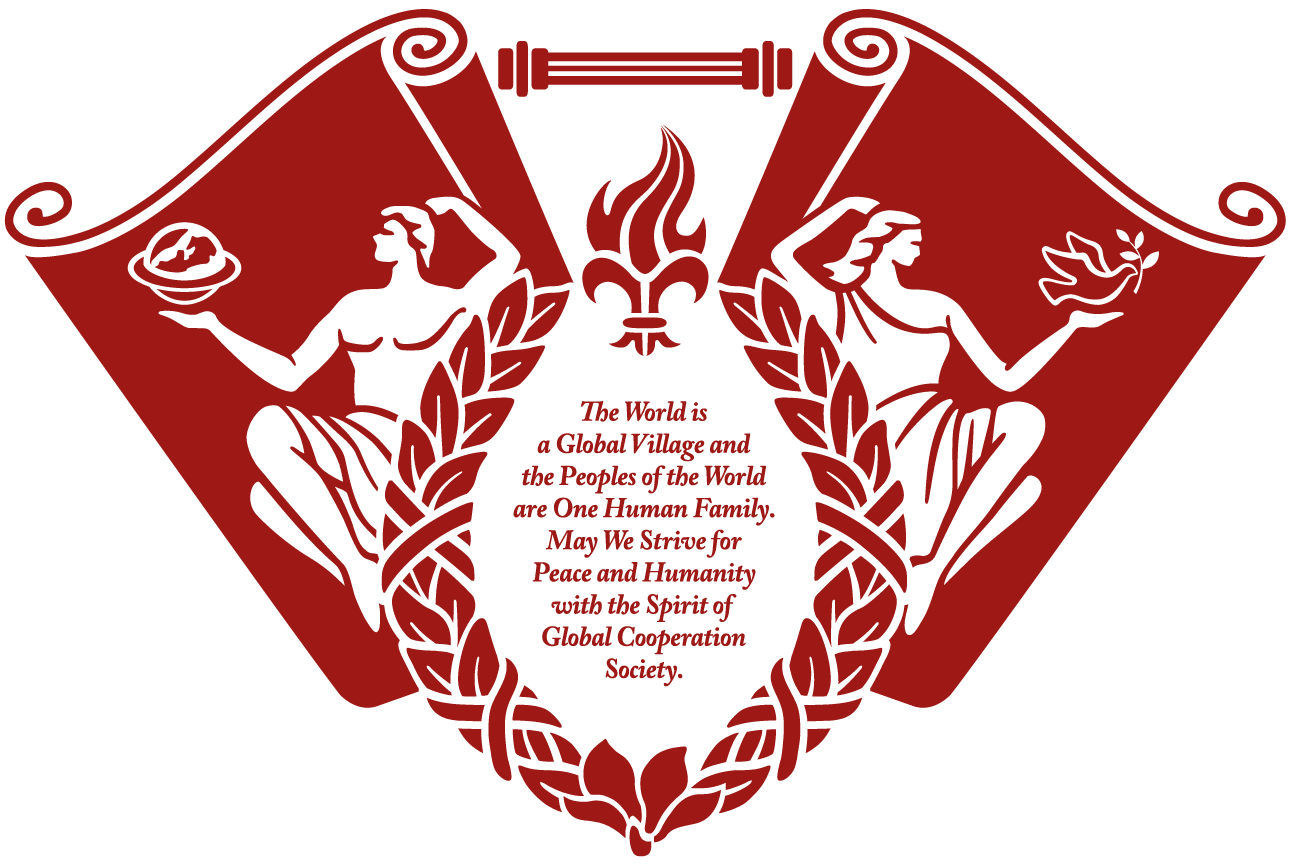 The World is
a Global Village and
the Peoples of the World
are One Human Family.
May We Strive for
Peace and Humanity
with the Spirit of
Global Cooperation
Society.